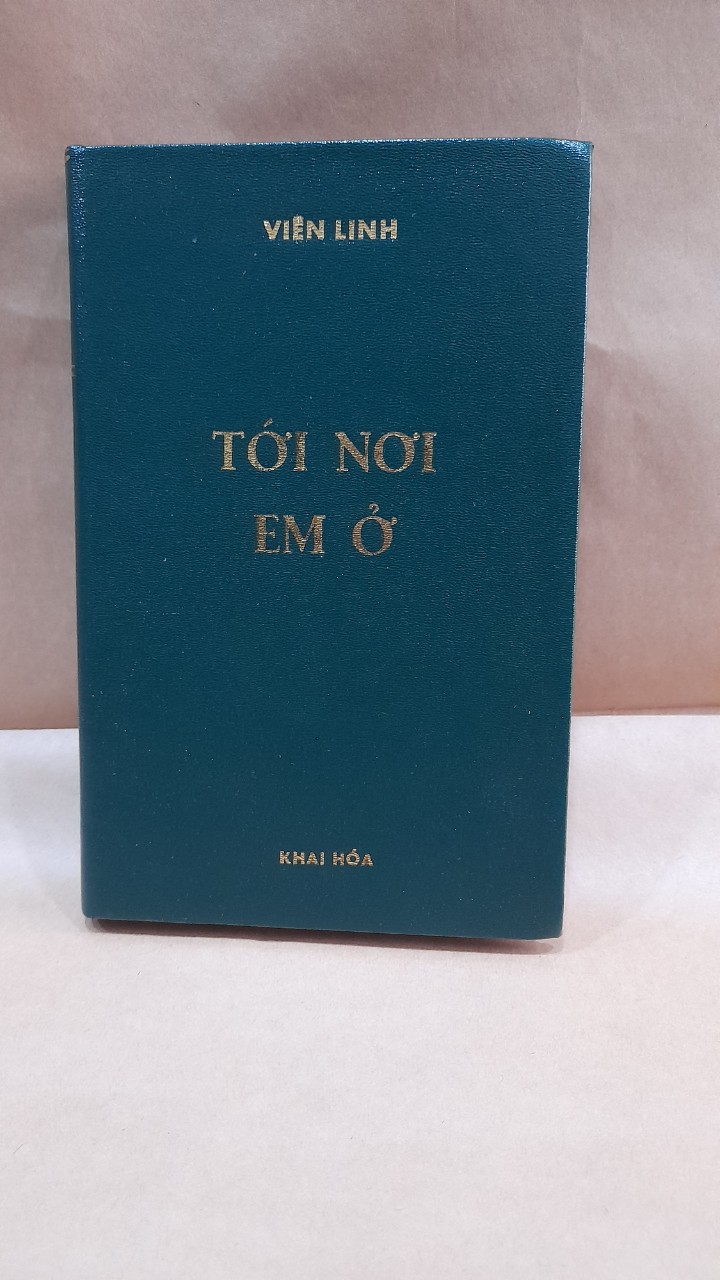 VIÊN LINH
TỚI NƠI
EM Ở
KHAI HÓA